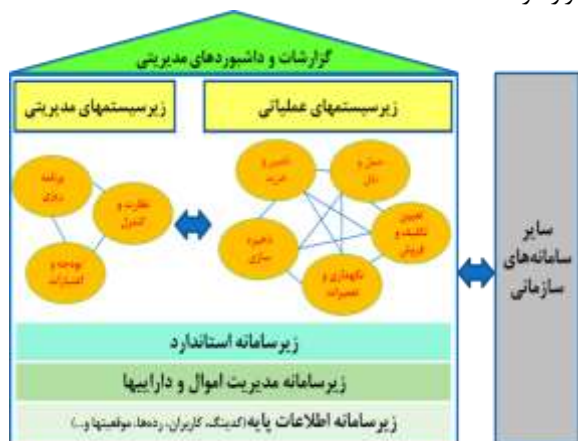 گزارشات و داشبوردهای مدیریتی
زیرسیستمهای عملیاتی
زیرسیستمهای مدیریتی
تامین و
خرید
حمل و
نقل
تعیین
تکلیف و
فروش
نگهداری و
تعمیرات
ذخیره
سازی
برنامه
ریزی
نظارت و
کنترل
بودجه و
اعتبارات
سایر
سامانه‌های
سازمانی
زیرسامانه استاندارد
زیرسامانه مدیریت اموال و داراییها
زیرسامانه اطلاعات پایه (کدینگ، کاربران، رده‌ها، موقعیتها و...)